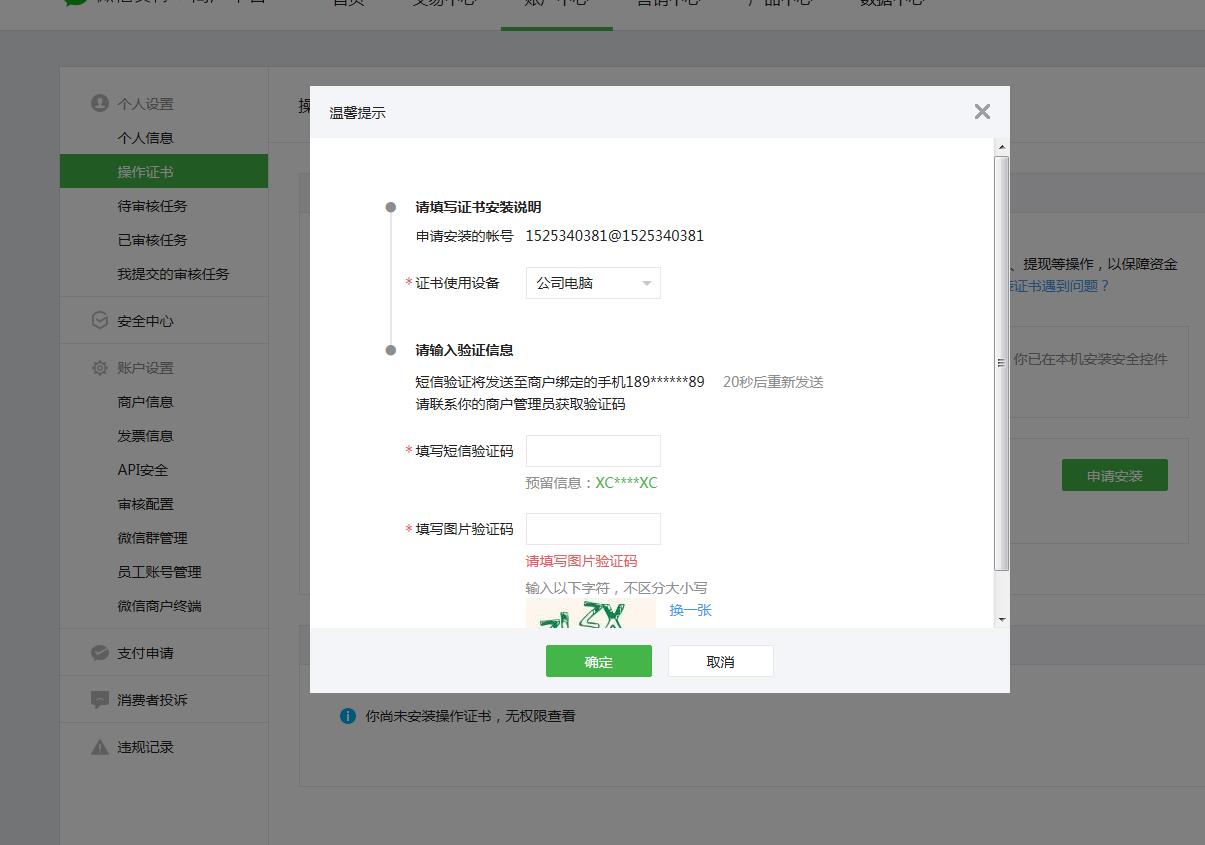 个人设置
个人信息
操作证书
待审核任务
已审核任务
我提交的审核任务
安全中心
账户设置
商户信息
发票信息
API安全
审核配置
微信群管理
员工账号管理
微信商户终端
支付申请
消费者投诉
违规记录
温馨提示
请填写证书安装说明
申请安装的帐号 1525340381@1525340381
*证书使用设备 公司电脑
请输入验证信息
短信验证将发送至商户绑定的手机189******89 20秒后重新发送
请联系你的商户管理员获取验证码
*填写短信验证码
预留信息：XC****XC
*填写图片验证码
请填写图片验证码
输入以下字符，不区分大小写
换一张
确定 取消
、提现等操作，以保障资金
证书遇到问题？
你已在本机安装安全控件
申请安装
你尚未安装操作证书，无权限查看